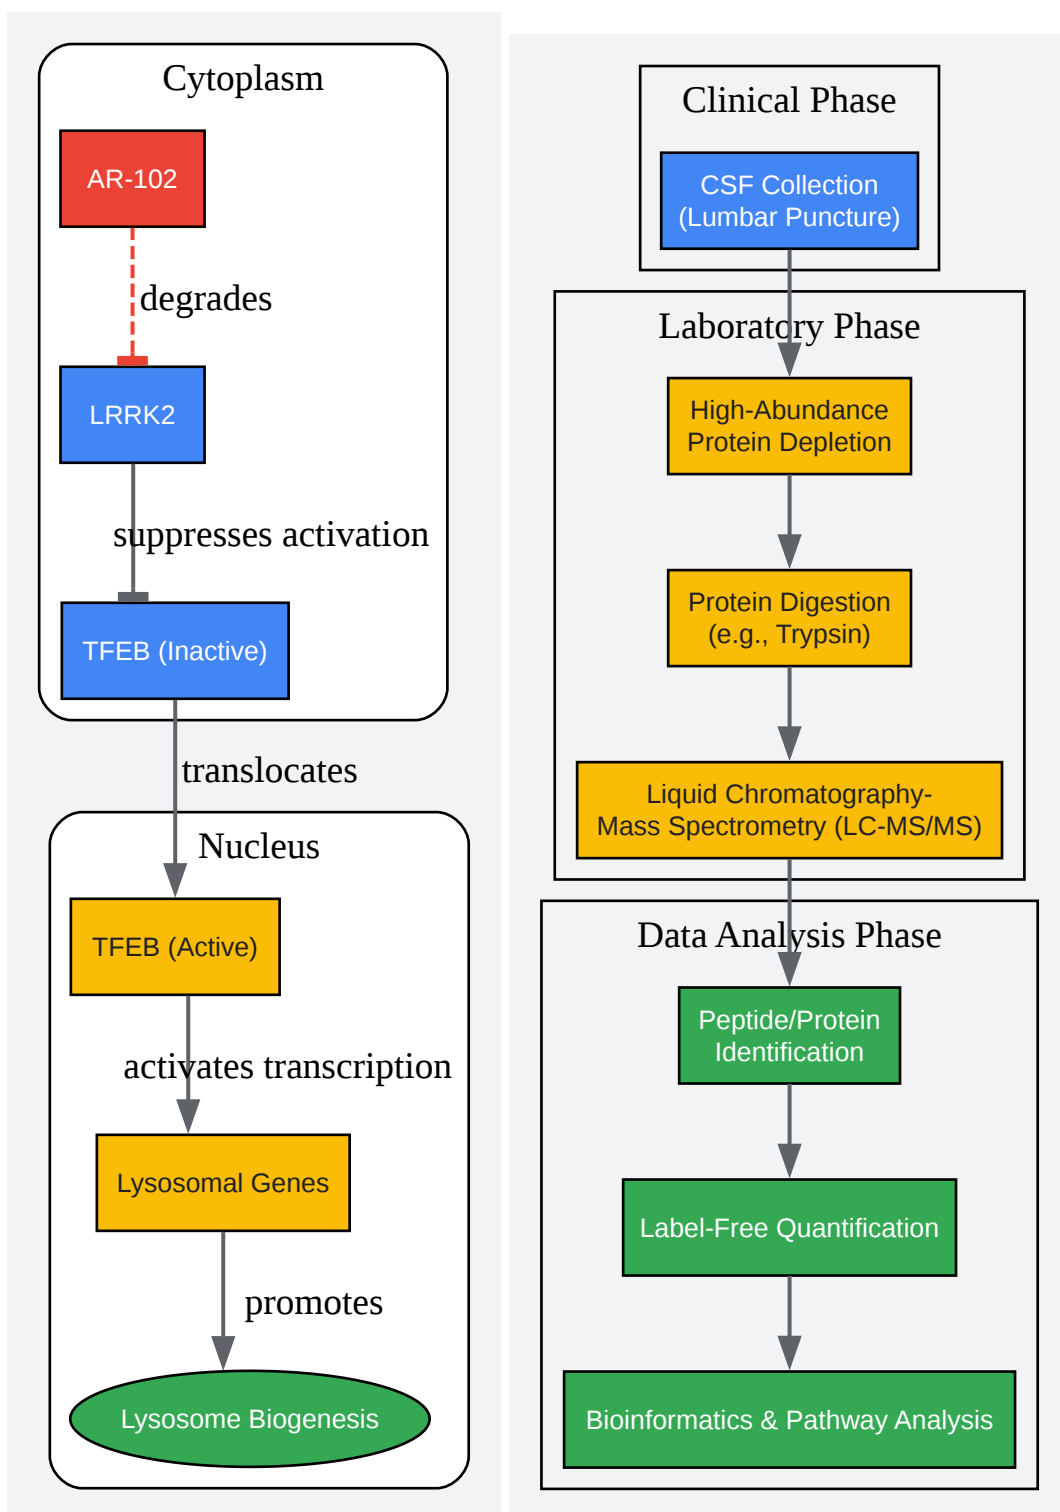 Cytoplasm
AR-102
degrades
LRRK2
suppresses activation
TFEB (Inactive)
translocates
Nucleus
TFEB (Active)
activates transcription
Lysosomal Genes
promotes
Lysosome Biogenesis
Clinical Phase
CSF Collection
(Lumbar Puncture)
Laboratory Phase
High-Abundance
Protein Depletion
Protein Digestion
(e.g., Trypsin)
Liquid Chromatography-
Mass Spectrometry (LC-MS/MS)
Data Analysis Phase
Peptide/Protein
Identification
Label-Free Quantification
Bioinformatics & Pathway Analysis